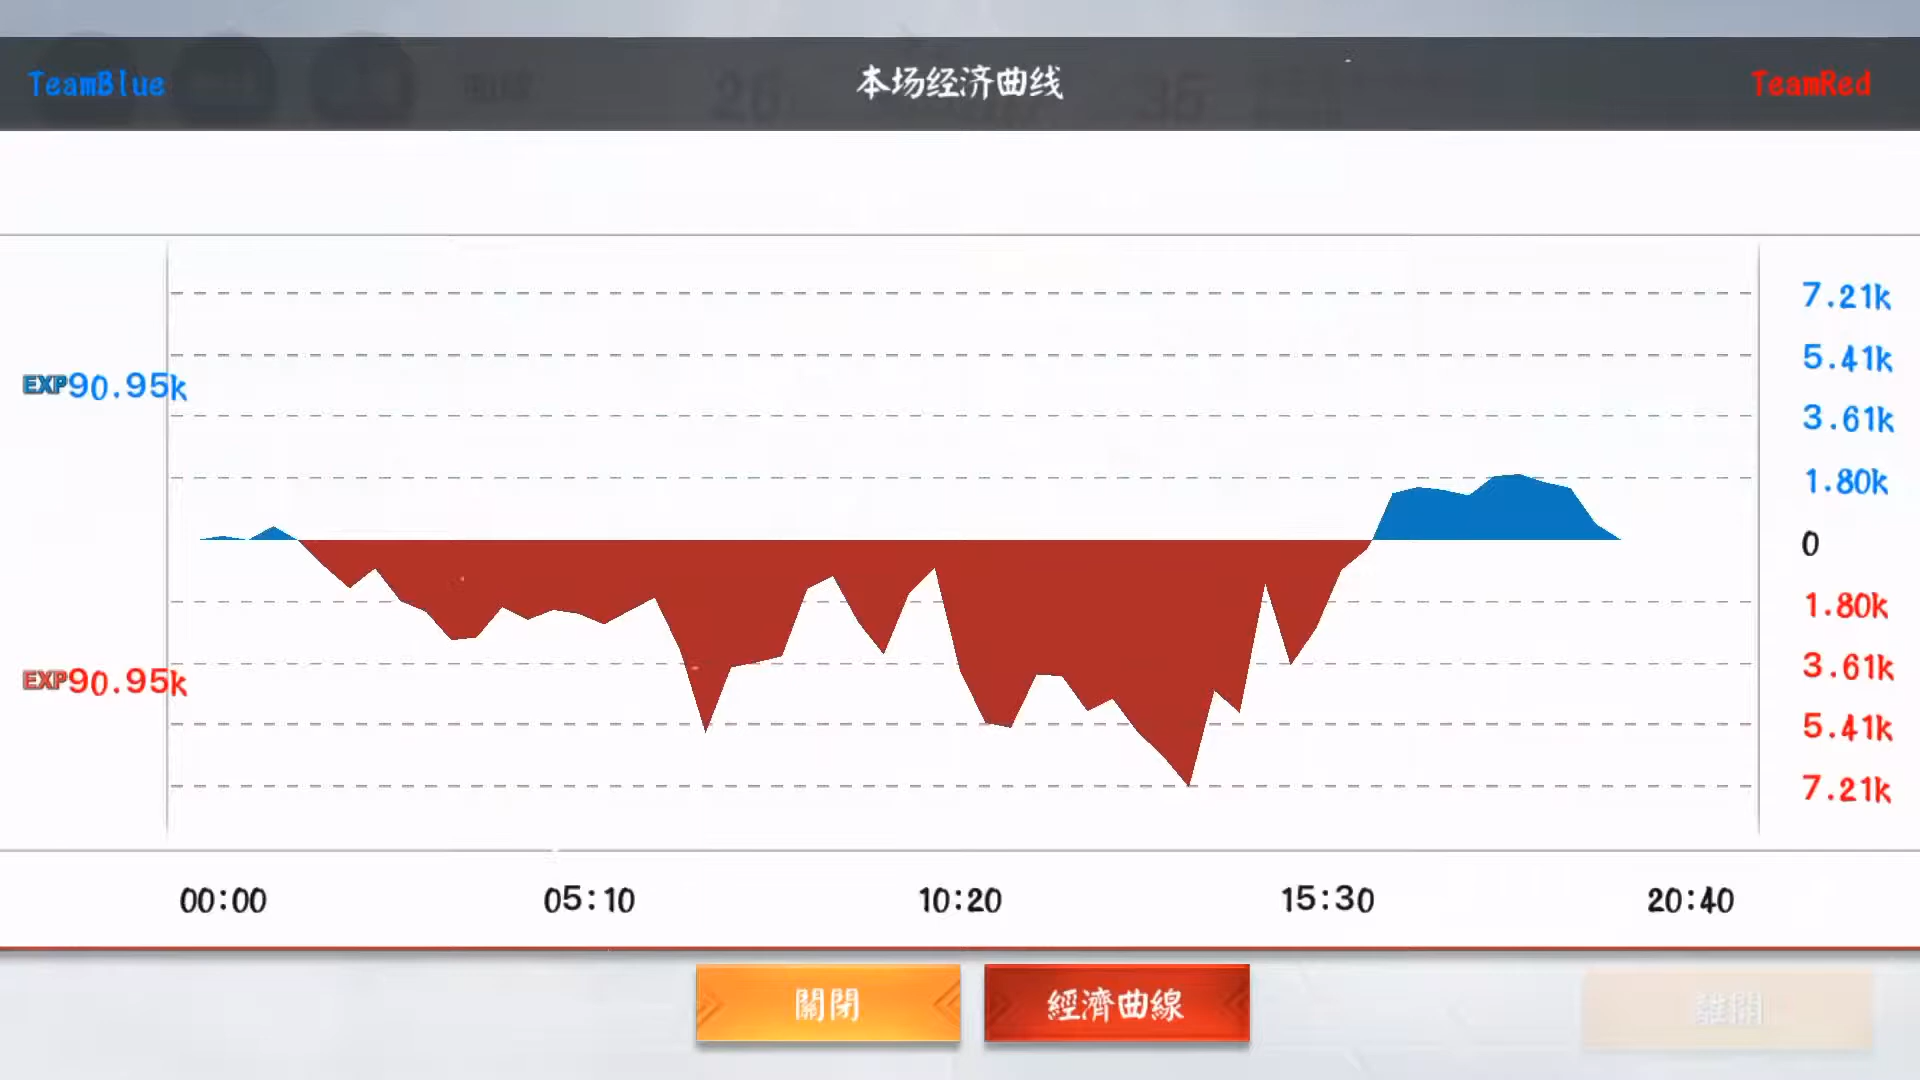 TeamBlue 本场经济曲线 TeamRed
7.21k
5.41k
EXP90.95k
3.61k
1.80k
0
1.80k
3.61k
EXP90.95k
5.41k
7.21k
00:00 05:10 10:20 15:30 20:40
關閉 經濟曲線 離開